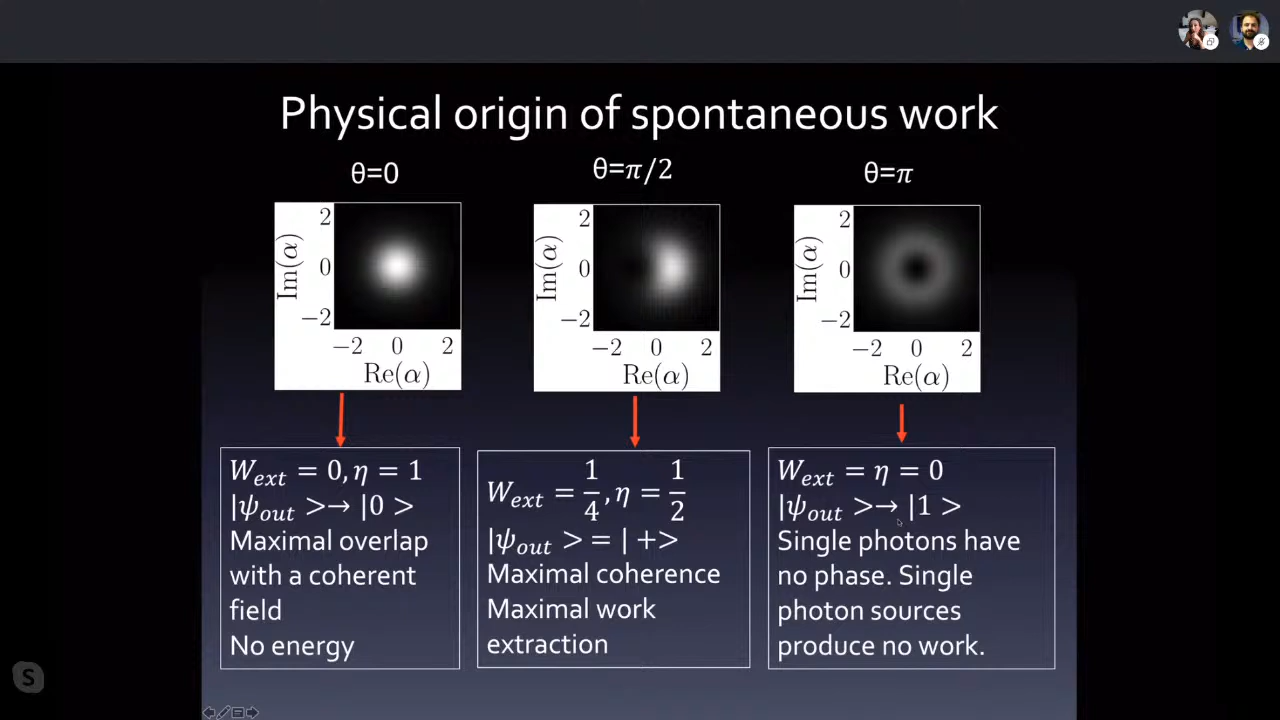 Physical origin of spontaneous work
θ=0
θ=π/2
θ=π
2
0
−2
Im(α)
−2 0 2
Re(α)
2
0
−2
Im(α)
−2 0 2
Re(α)
2
0
−2
Im(α)
−2 0 2
Re(α)
W_ext = 0, η = 1
|ψ_out >→ |0 >
Maximal overlap
with a coherent
field
No energy
W_ext = 1/4, η = 1/2
|ψ_out > = | +>
Maximal coherence
Maximal work
extraction
W_ext = η = 0
|ψ_out >→ |1 >
Single photons have
no phase. Single
photon sources
produce no work.
S